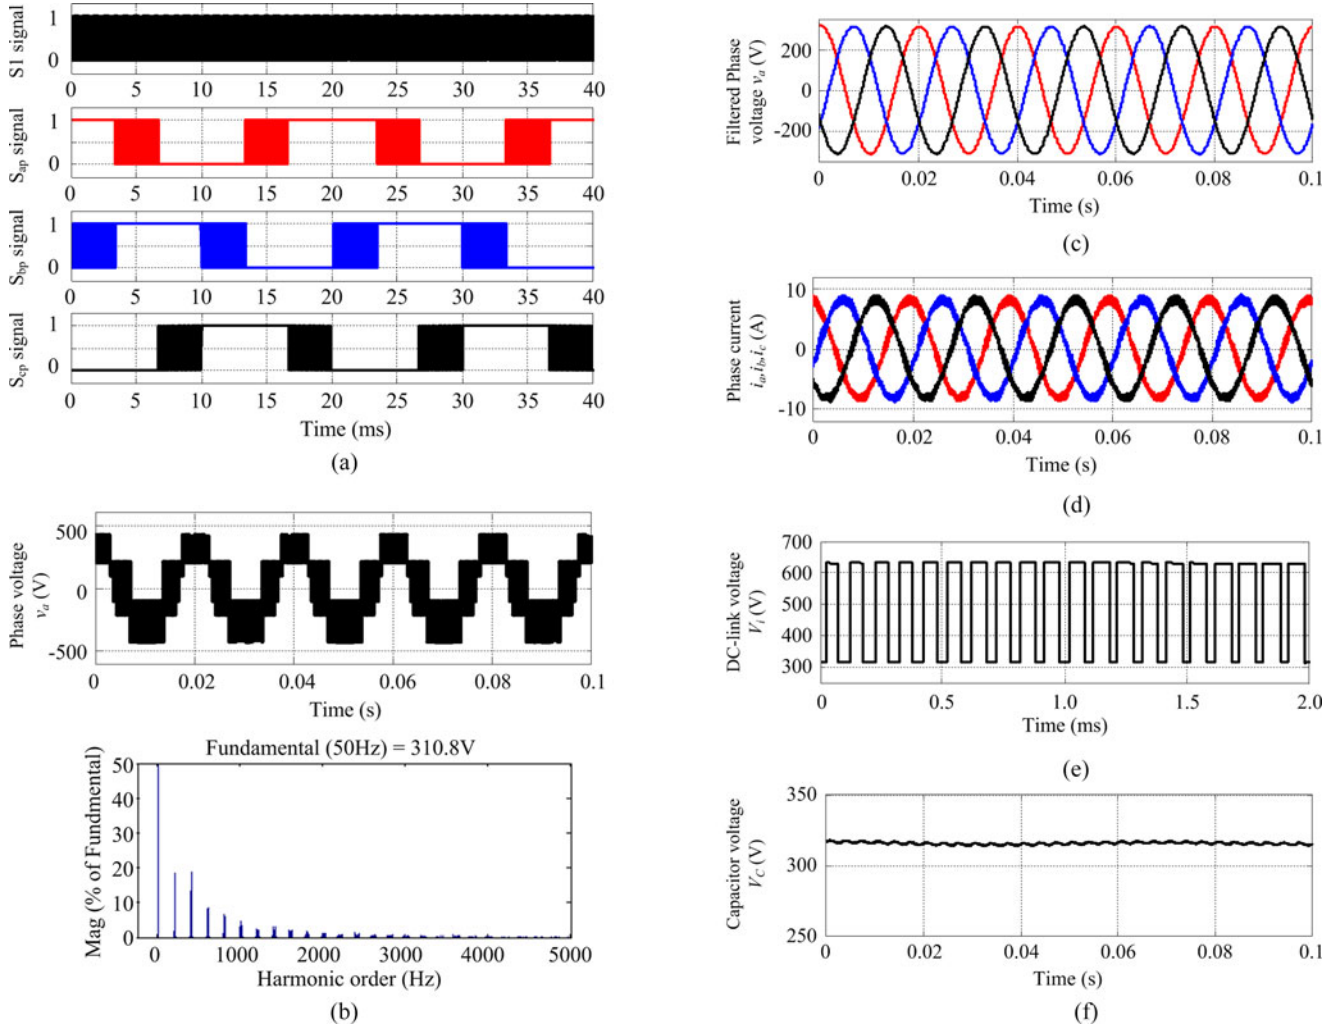 S1 signal
1
0
0 5 10 15 20 25 30 35 40
Sap signal
1
0
0 5 10 15 20 25 30 35 40
Sbp signal
1
0
0 5 10 15 20 25 30 35 40
Scp signal
1
0
0 5 10 15 20 25 30 35 40
Time (ms)
(a)
Phase voltage
va (V)
500
0
-500
0 0.02 0.04 0.06 0.08 0.1
Time (s)
Fundamental (50Hz) = 310.8V
Mag (% of Fundmental)
50
40
30
20
10
0
0 1000 2000 3000 4000 5000
Harmonic order (Hz)
(b)
Filtered Phase
voltage va (V)
200
0
-200
0 0.02 0.04 0.06 0.08 0.1
Time (s)
(c)
Phase current
ia,ib,ic (A)
10
0
-10
0 0.02 0.04 0.06 0.08 0.1
Time (s)
(d)
DC-link voltage
Vi (V)
700
600
500
400
300
0 0.5 1.0 1.5 2.0
Time (ms)
(e)
Capacitor voltage
VC (V)
350
300
250
0 0.02 0.04 0.06 0.08 0.1
Time (s)
(f)